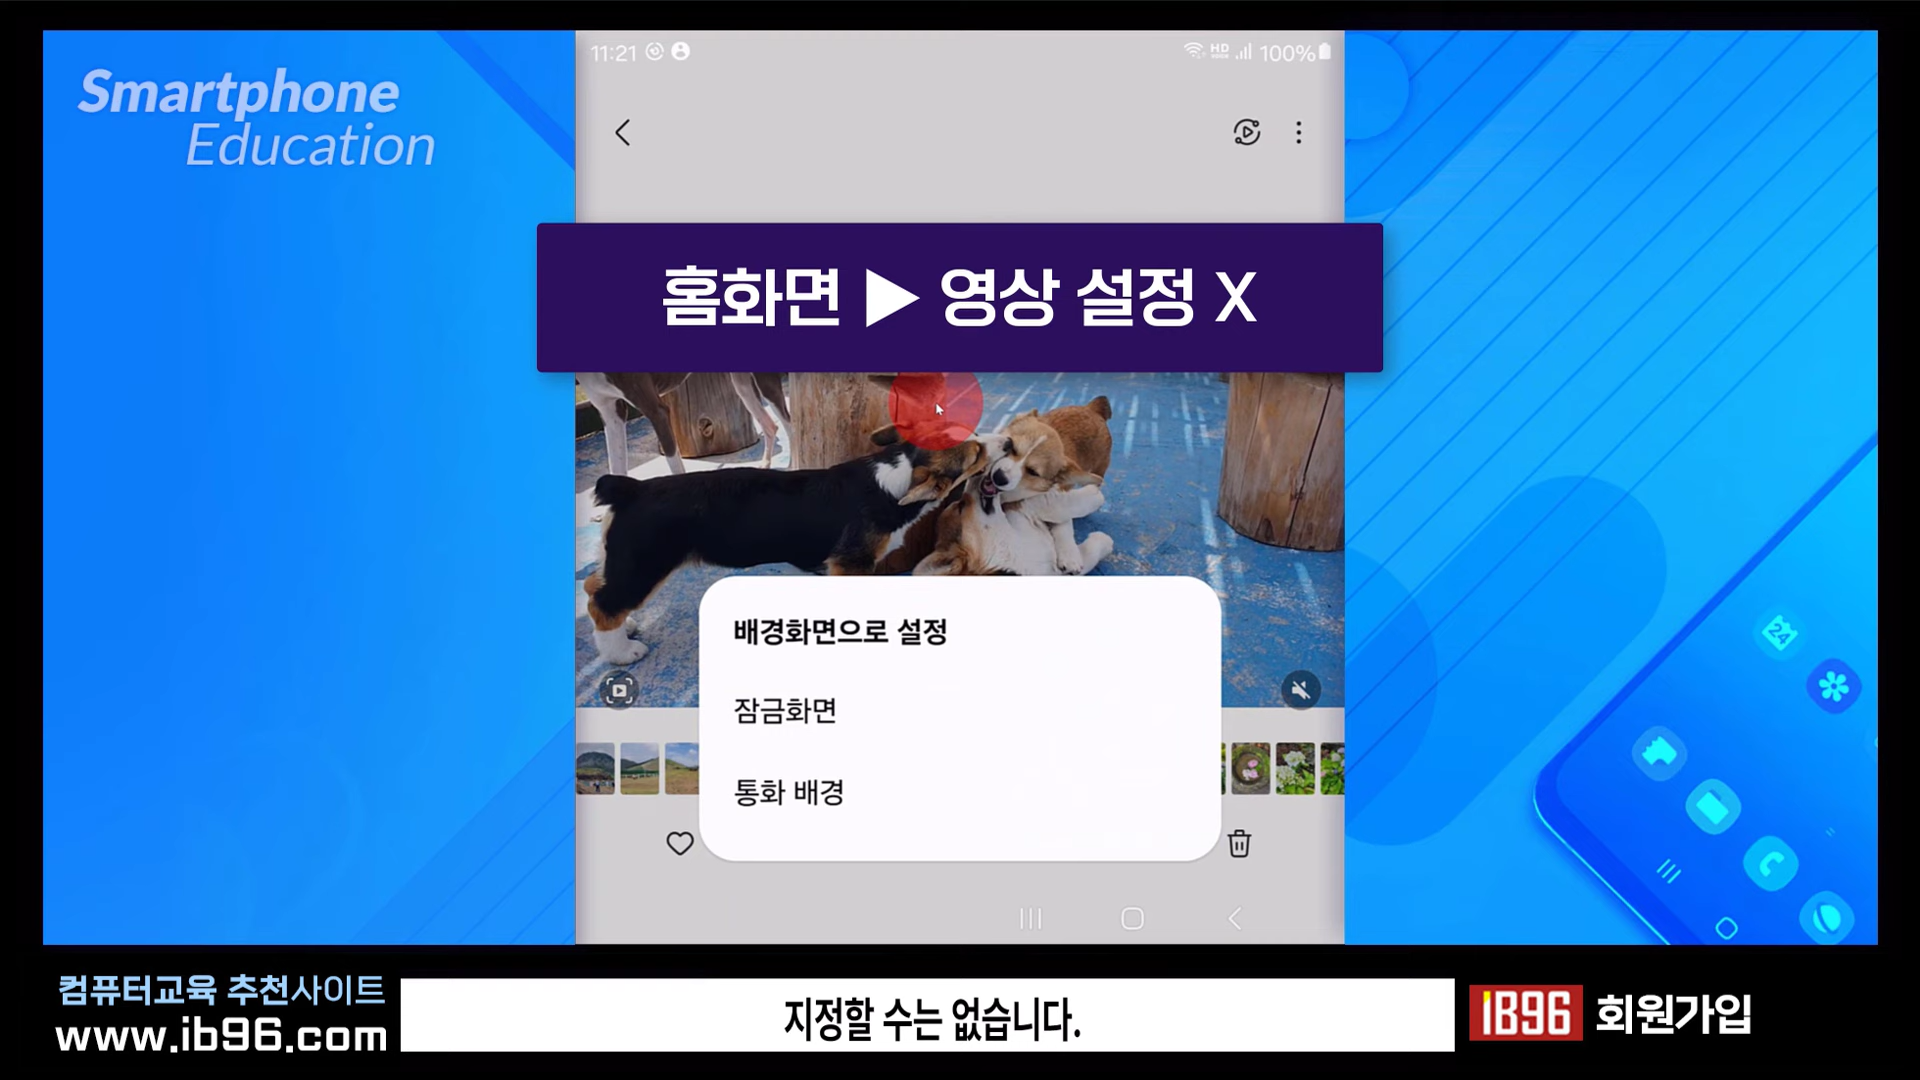 Smartphone
Education
11:21
HD
100%
홈화면 ▶ 영상 설정 X
배경화면으로 설정
잠금화면
통화 배경
24
컴퓨터교육 추천사이트
www.ib96.com
지정할 수는 없습니다.
IB96 회원가입